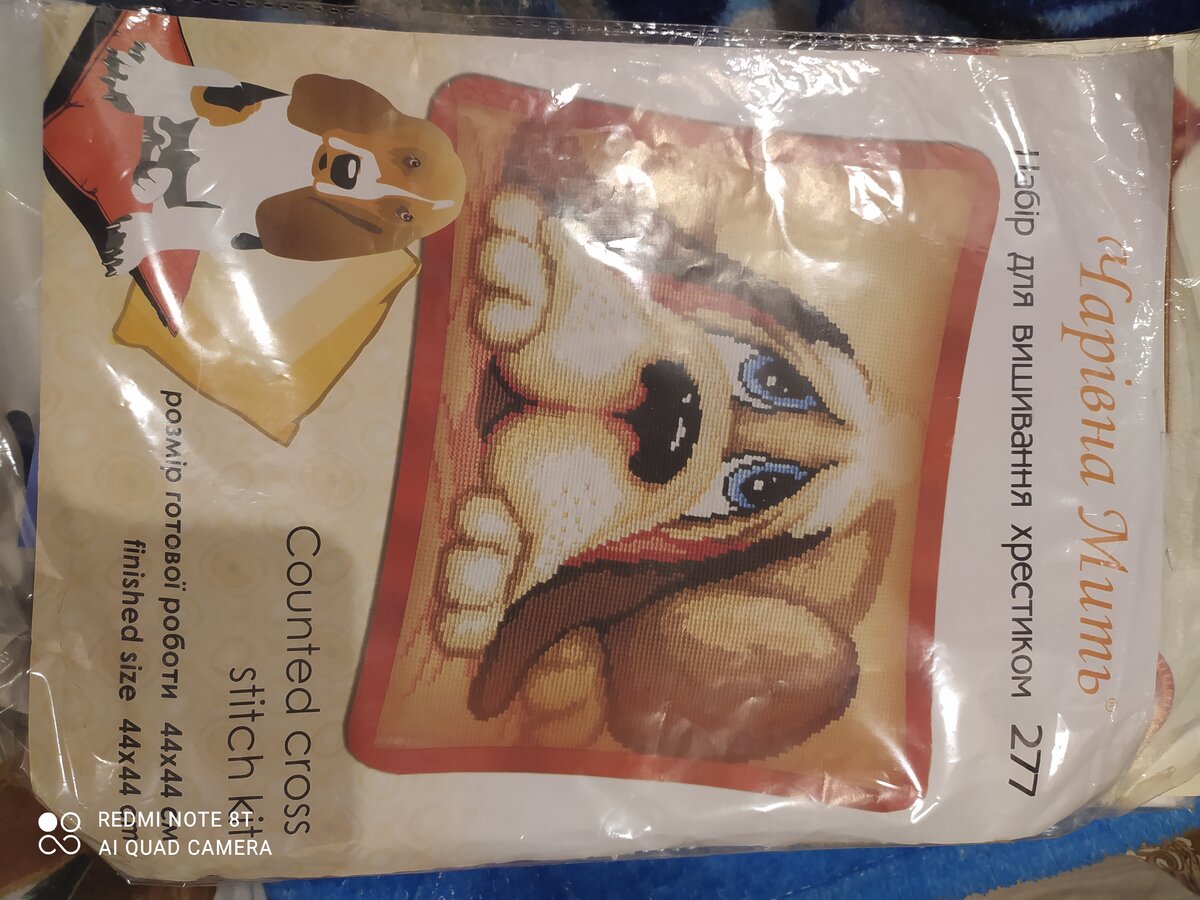 “Чарівна Мить©
Набір для вишивання хрестиком 277
Counted cross
stitch kit
розмір готової роботи 44x44 см
finished size 44x44 cm
REDMI NOTE 8T
AI QUAD CAMERA